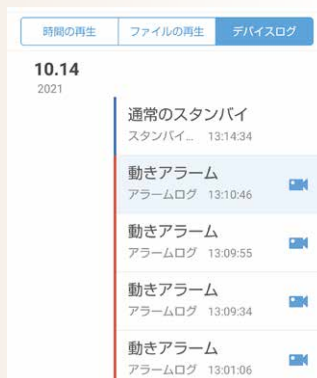 時間の再生 ファイルの再生 デバイスログ
10.14
2021
通常のスタンバイ
スタンバイ... 13:14:34
動きアラーム
アラームログ 13:10:46
動きアラーム
アラームログ 13:09:55
動きアラーム
アラームログ 13:09:34
動きアラーム
アラームログ 13:01:06